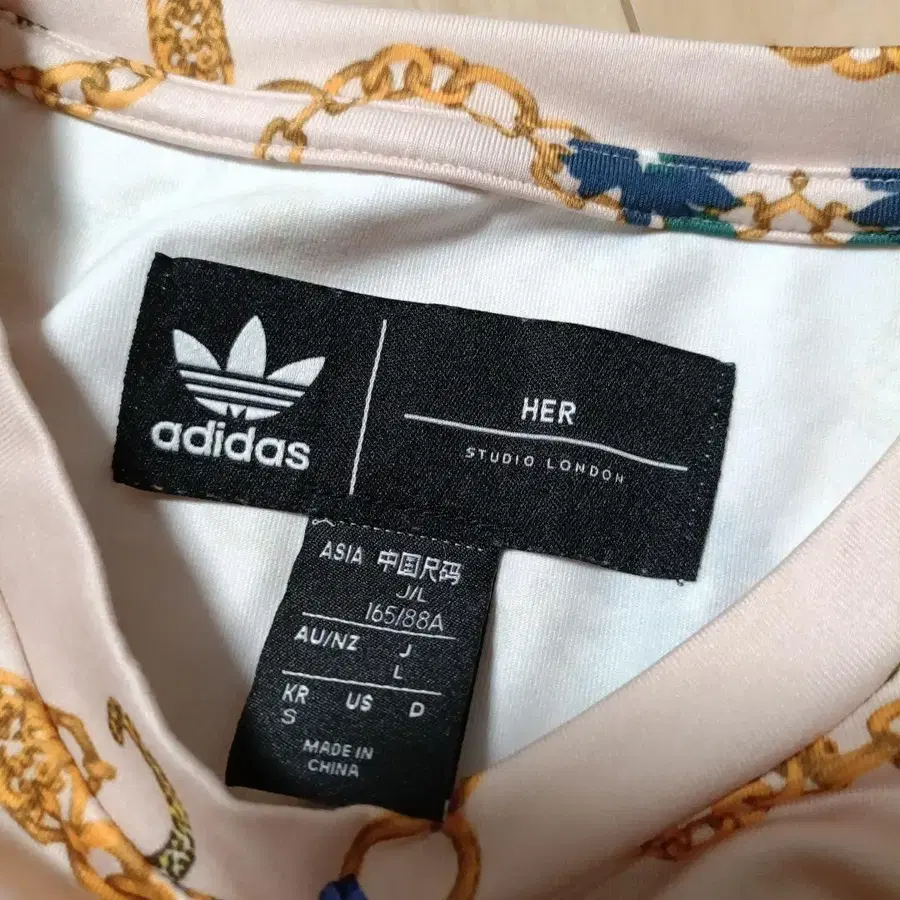 adidas
HER
STUDIO LONDON
ASIA 中国尺码
J/L
165/88A
AU/NZ J
L
KR US D
S
MADE IN
CHINA